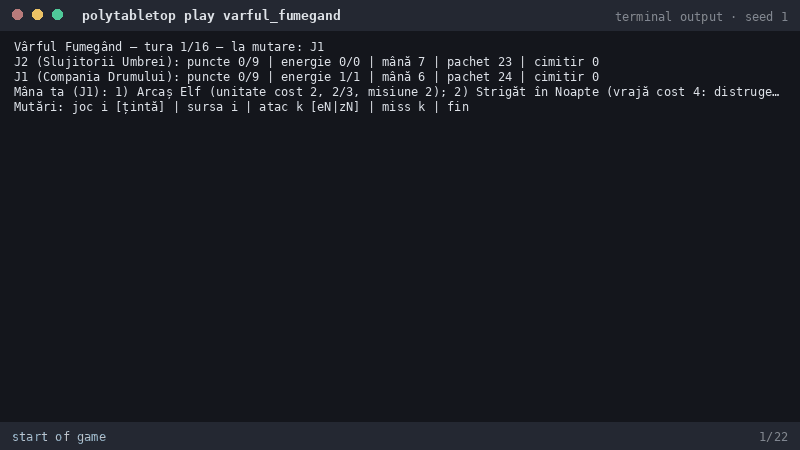 polytabletop play varful_fumegand
terminal output · seed 1
Vârful Fumegând — tura 1/16 — la mutare: J1
J2 (Slujitorii Umbrei): puncte 0/9 | energie 0/0 | mână 7 | pachet 23 | cimitir 0
J1 (Compania Drumului): puncte 0/9 | energie 1/1 | mână 6 | pachet 24 | cimitir 0
Mâna ta (J1): 1) Arcaș Elf (unitate cost 2, 2/3, misiune 2); 2) Strigăt în Noapte (vrajă cost 4: distruge…
Mutări: joc i [țintă] | sursa i | atac k [eN|zN] | miss k | fin
start of game
1/22